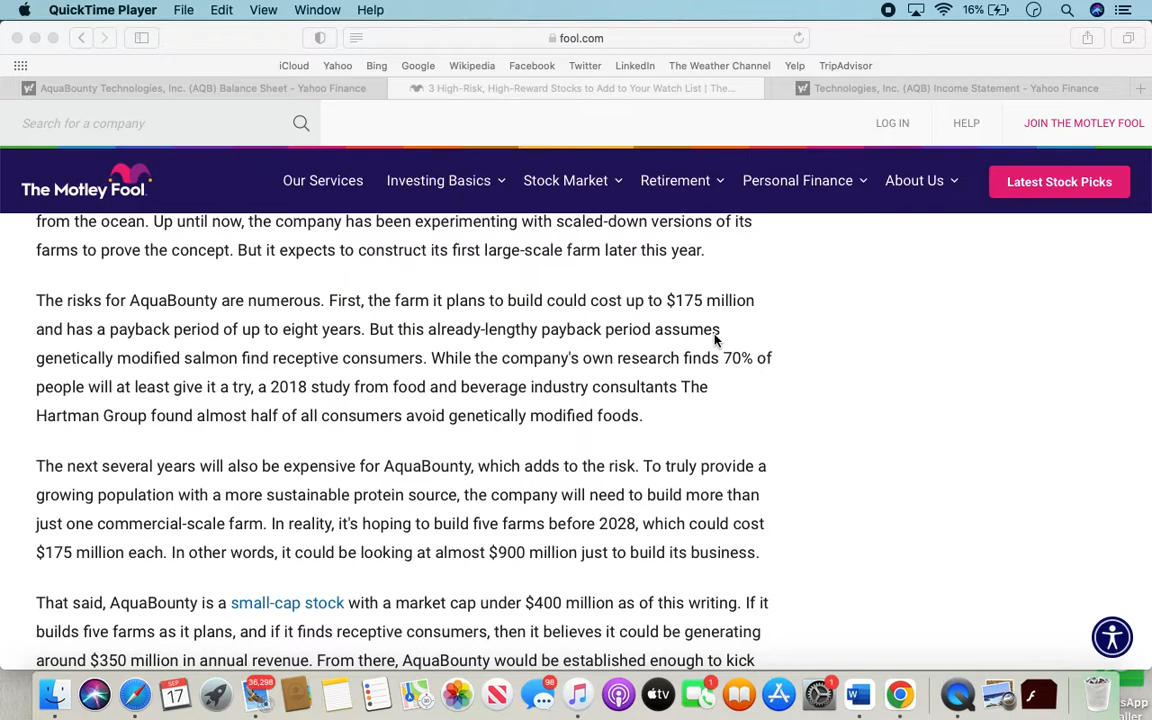 QuickTime Player File Edit View Window Help 16%
fool.com
iCloud Yahoo Bing Google Wikipedia Facebook Twitter LinkedIn The Weather Channel Yelp TripAdvisor
AquaBounty Technologies, Inc. (AQB) Balance Sheet - Yahoo Finance 3 High-Risk, High-Reward Stocks to Add to Your Watch List | The... Technologies, Inc. (AQB) Income Statement - Yahoo Finance
Search for a company LOG IN HELP JOIN THE MOTLEY FOOL
The Motley Fool. Our Services Investing Basics Stock Market Retirement Personal Finance About Us Latest Stock Picks
from the ocean. Up until now, the company has been experimenting with scaled-down versions of its
farms to prove the concept. But it expects to construct its first large-scale farm later this year.
The risks for AquaBounty are numerous. First, the farm it plans to build could cost up to $175 million
and has a payback period of up to eight years. But this already-lengthy payback period assumes
genetically modified salmon find receptive consumers. While the company's own research finds 70% of
people will at least give it a try, a 2018 study from food and beverage industry consultants The
Hartman Group found almost half of all consumers avoid genetically modified foods.
The next several years will also be expensive for AquaBounty, which adds to the risk. To truly provide a
growing population with a more sustainable protein source, the company will need to build more than
just one commercial-scale farm. In reality, it's hoping to build five farms before 2028, which could cost
$175 million each. In other words, it could be looking at almost $900 million just to build its business.
That said, AquaBounty is a small-cap stock with a market cap under $400 million as of this writing. If it
builds five farms as it plans, and if it finds receptive consumers, then it believes it could be generating
around $350 million in annual revenue. From there, AquaBounty would be established enough to kick
SEP 17 36,298 98 tv 1 1
sApp
aller